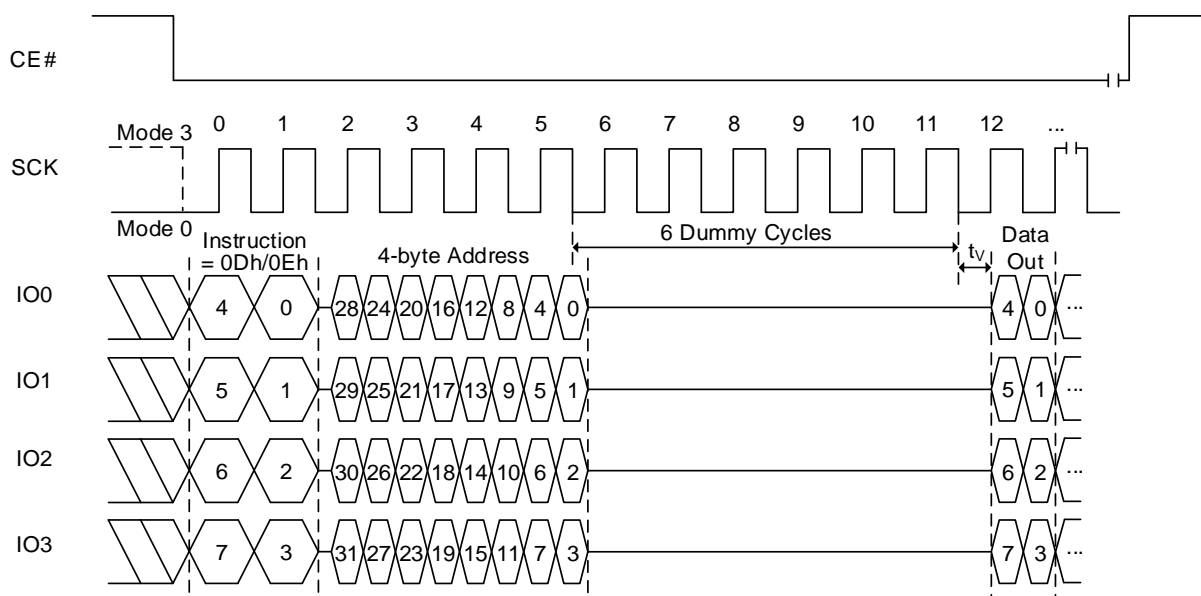 CE#
0 1 2 3 4 5 6 7 8 9 10 11 12 ...
Mode 3
SCK
Mode 0
Instruction
= 0Dh/0Eh
4-byte Address
6 Dummy Cycles
tV
Data
Out
IO0
4 0 28 24 20 16 12 8 4 0 4 0 ...
IO1
5 1 29 25 21 17 13 9 5 1 5 1 ...
IO2
6 2 30 26 22 18 14 10 6 2 6 2 ...
IO3
7 3 31 27 23 19 15 11 7 3 7 3 ...